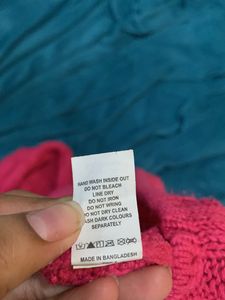 HAND WASH INSIDE OUT
DO NOT BLEACH
LINE DRY
DO NOT IRON
DO NOT WRING
DO NOT DRY CLEAN
WASH DARK COLOURS
SEPARATELY
MADE IN BANGLADESH